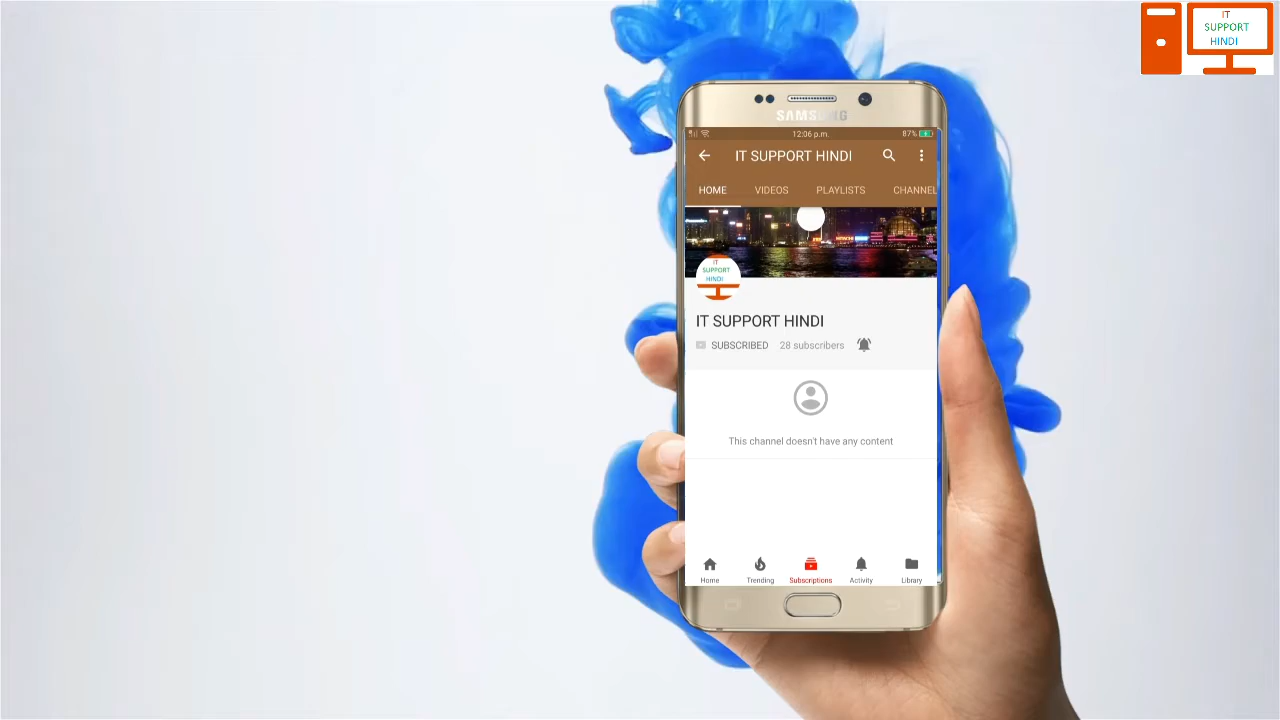 IT
SUPPORT
HINDI
SAMSUNG
12:06 p.m.
87%
IT SUPPORT HINDI
HOME VIDEOS PLAYLISTS CHANNEL
HITACHI
IT
SUPPORT
HINDI
IT SUPPORT HINDI
SUBSCRIBED 28 subscribers
This channel doesn't have any content
Home Trending Subscriptions Activity Library